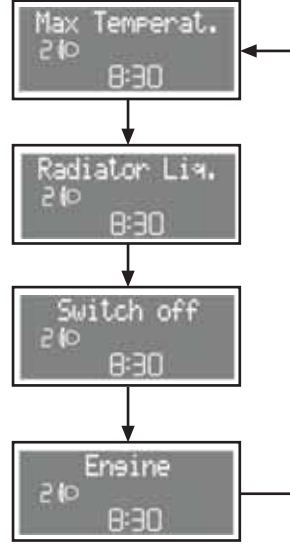 Max Temperat.
2
8:30
Radiator Liq.
2
8:30
Switch off
2
8:30
Engine
2
8:30